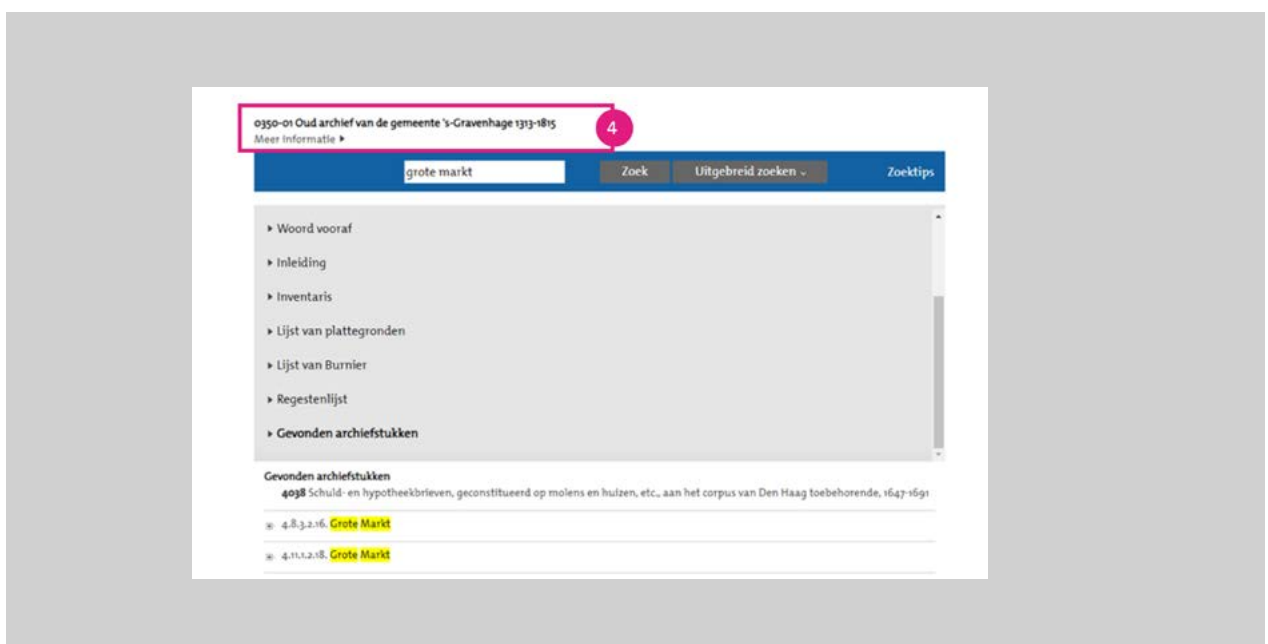 0350-01 Oud archief van de gemeente 's-Gravenhage 1313-1815
Meer informatie ▸
4
grote markt Zoek Uitgebreid zoeken Zoektips
▸ Woord vooraf
▸ Inleiding
▸ Inventaris
▸ Lijst van plattegronden
▸ Lijst van Burnier
▸ Regestenlijst
▸ Gevonden archiefstukken
Gevonden archiefstukken
4038 Schuld- en hypotheekbrieven, geconstitueerd op molens en huizen, etc., aan het corpus van Den Haag toebehorende, 1647-1691
4.8.3.2.16. Grote Markt
4.11.1.2.18. Grote Markt